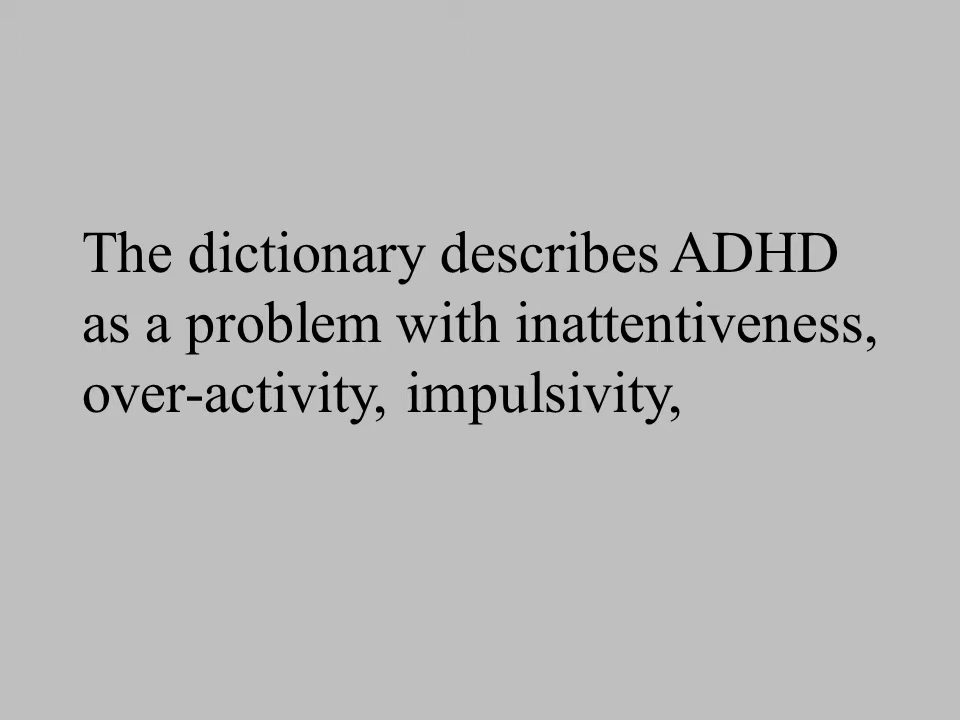 The dictionary describes ADHD
as a problem with inattentiveness,
over-activity, impulsivity,